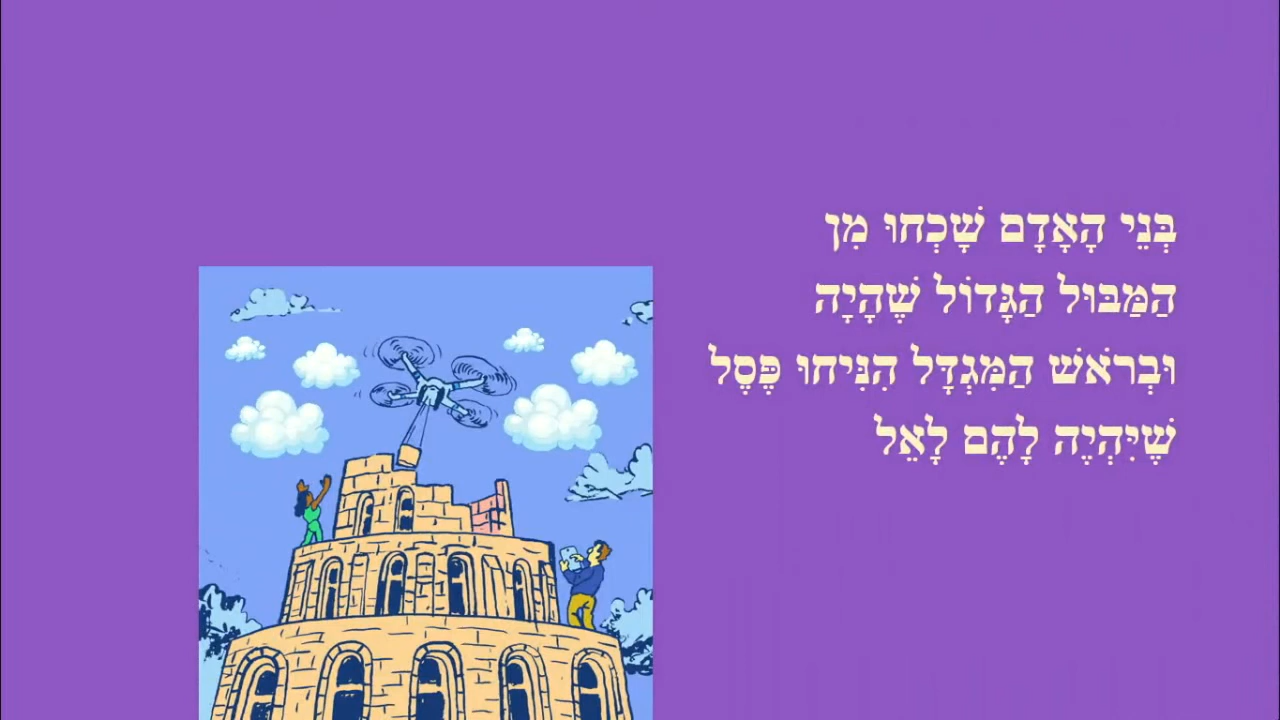 בְּנֵי הָאָדָם שָׁכְחוּ מִן
הַמַּבּוּל הַגָּדוֹל שֶׁהָיָה
וּבְרֹאשׁ הַמִּגְדָּל הִנִּיחוּ כֶּסֶל
שֶׁיִּהְיֶה לָהֶם לָאֵל